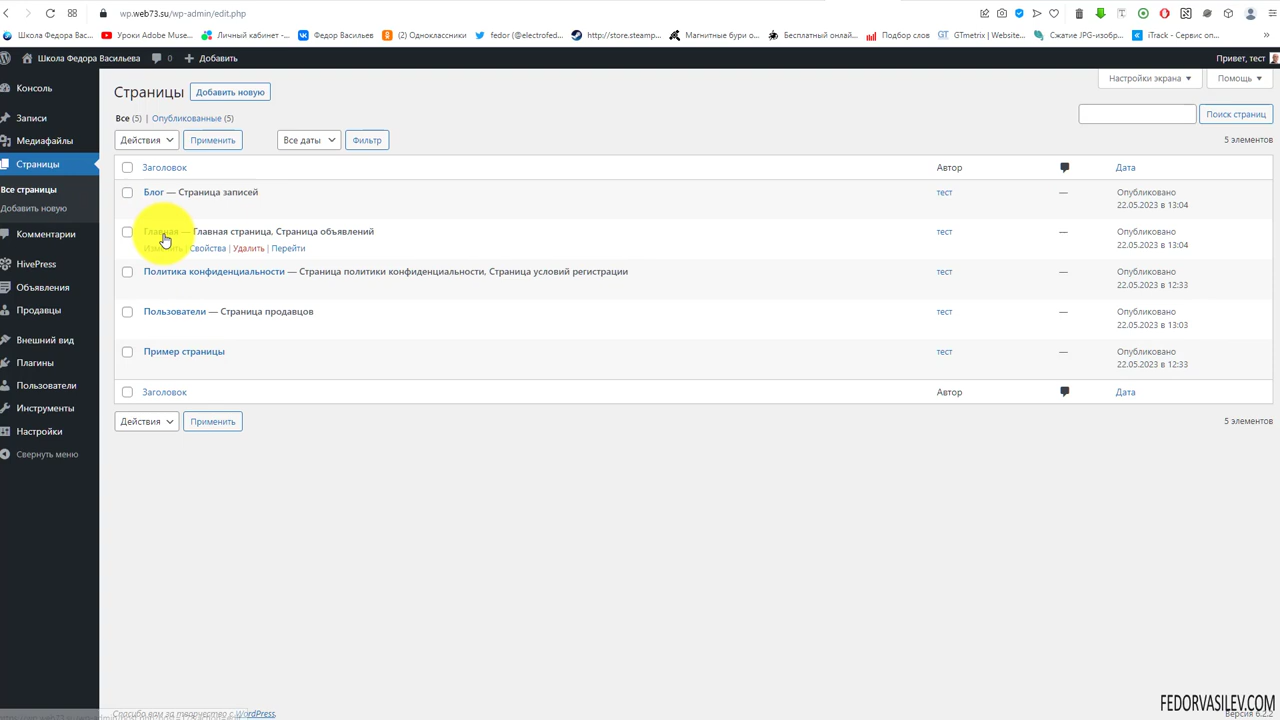 wp.web73.su/wp-admin/edit.php
Школа Федора Вас...
Уроки Adobe Muse...
Личный кабинет -...
Федор Васильев
(2) Одноклассники
fedor (@electrofed...
http://store.steamp...
Магнитные бури о...
Бесплатный онлай...
Подбор слов
GTmetrix | Website...
Сжатие JPG-изобр...
iTrack - Сервис оп...
Школа Федора Васильева
0
Добавить
Привет, тест
Консоль
Записи
Медиафайлы
Страницы
Все страницы
Добавить новую
Комментарии
HivePress
Объявления
Продавцы
Внешний вид
Плагины
Пользователи
Инструменты
Настройки
Свернуть меню
Настройки экрана
Помощь
Страницы
Добавить новую
Все (5) | Опубликованные (5)
Поиск страниц
Действия
Применить
Все даты
Фильтр
5 элементов
Заголовок
Автор
Дата
Блог — Страница записей
тест
—
Опубликовано
22.05.2023 в 13:04
Главная — Главная страница, Страница объявлений
Изменить | Свойства | Удалить | Перейти
тест
—
Опубликовано
22.05.2023 в 13:04
Политика конфиденциальности — Страница политики конфиденциальности, Страница условий регистрации
тест
—
Опубликовано
22.05.2023 в 12:33
Пользователи — Страница продавцов
тест
—
Опубликовано
22.05.2023 в 13:03
Пример страницы
тест
—
Опубликовано
22.05.2023 в 12:33
Заголовок
Автор
Дата
Действия
Применить
5 элементов
FEDORVASILEV.COM
Спасибо вам за творчество с WordPress.
Версия 6.2.2